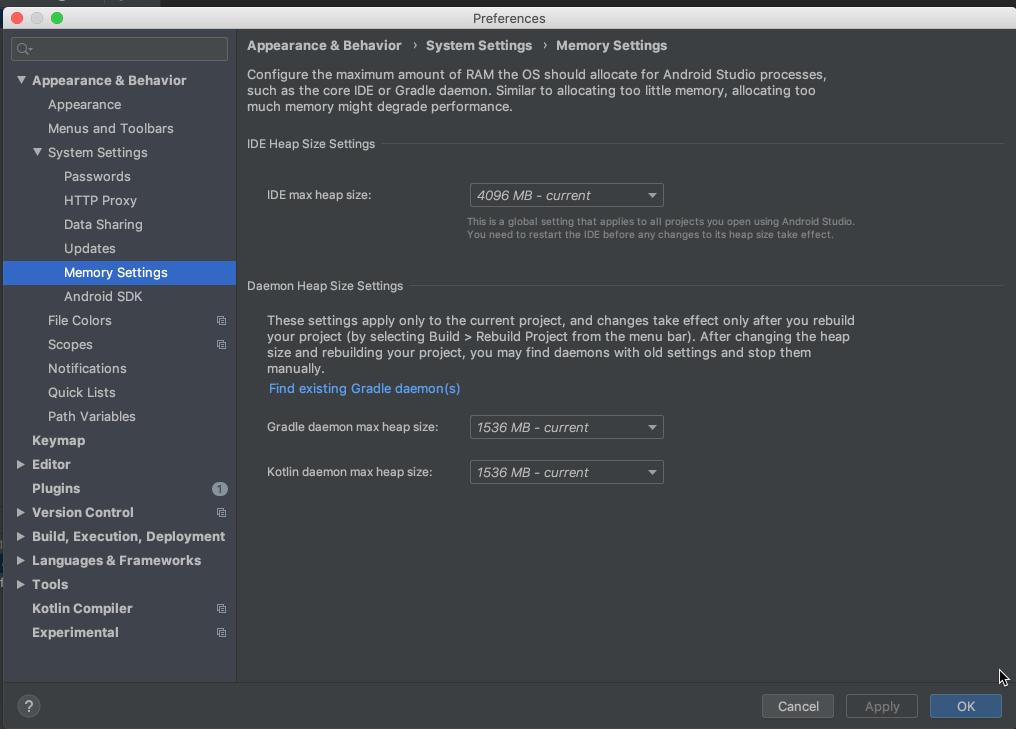 Preferences
Appearance & Behavior
Appearance
Menus and Toolbars
System Settings
Passwords
HTTP Proxy
Data Sharing
Updates
Memory Settings
Android SDK
File Colors
Scopes
Notifications
Quick Lists
Path Variables
Keymap
Editor
Plugins 1
Version Control
Build, Execution, Deployment
Languages & Frameworks
Tools
Kotlin Compiler
Experimental
Appearance & Behavior › System Settings › Memory Settings
Configure the maximum amount of RAM the OS should allocate for Android Studio processes,
such as the core IDE or Gradle daemon. Similar to allocating too little memory, allocating too
much memory might degrade performance.
IDE Heap Size Settings
IDE max heap size: 4096 MB - current
This is a global setting that applies to all projects you open using Android Studio.
You need to restart the IDE before any changes to its heap size take effect.
Daemon Heap Size Settings
These settings apply only to the current project, and changes take effect only after you rebuild
your project (by selecting Build > Rebuild Project from the menu bar). After changing the heap
size and rebuilding your project, you may find daemons with old settings and stop them
manually.
Find existing Gradle daemon(s)
Gradle daemon max heap size: 1536 MB - current
Kotlin daemon max heap size: 1536 MB - current
?
Cancel Apply OK